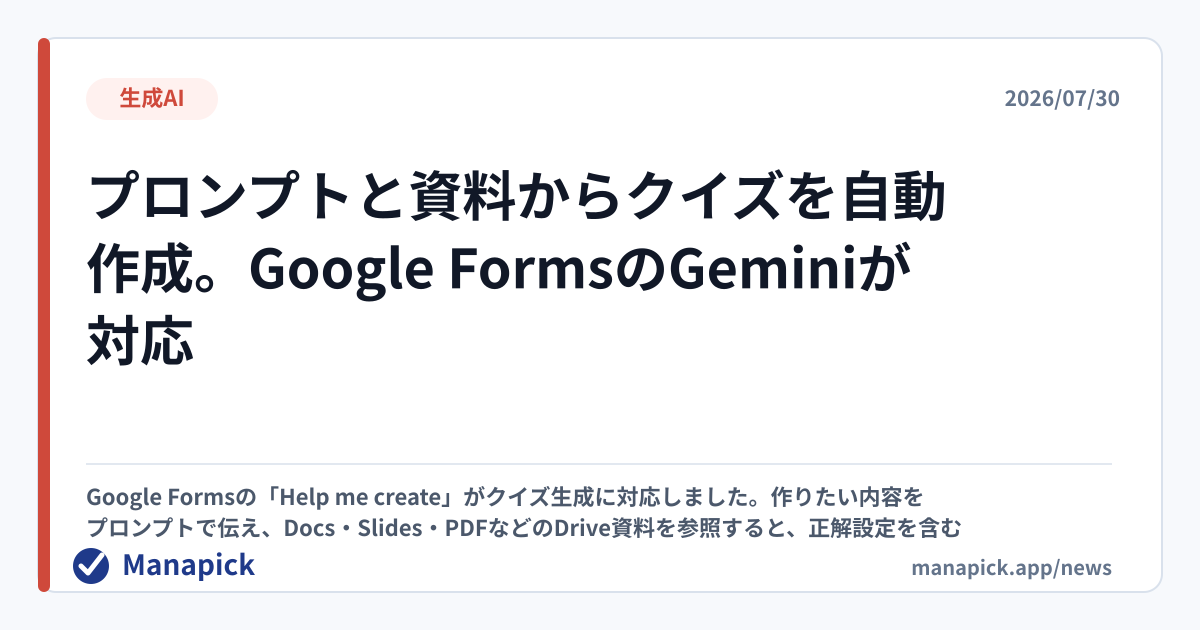 生成AI
2026/07/30
プロンプトと資料からクイズを自動
作成。Google FormsのGeminiが
対応
Google Formsの「Help me create」がクイズ生成に対応しました。作りたい内容を
プロンプトで伝え、Docs・Slides・PDFなどのDrive資料を参照すると、正解設定を含む
Manapick
manapick.app/news